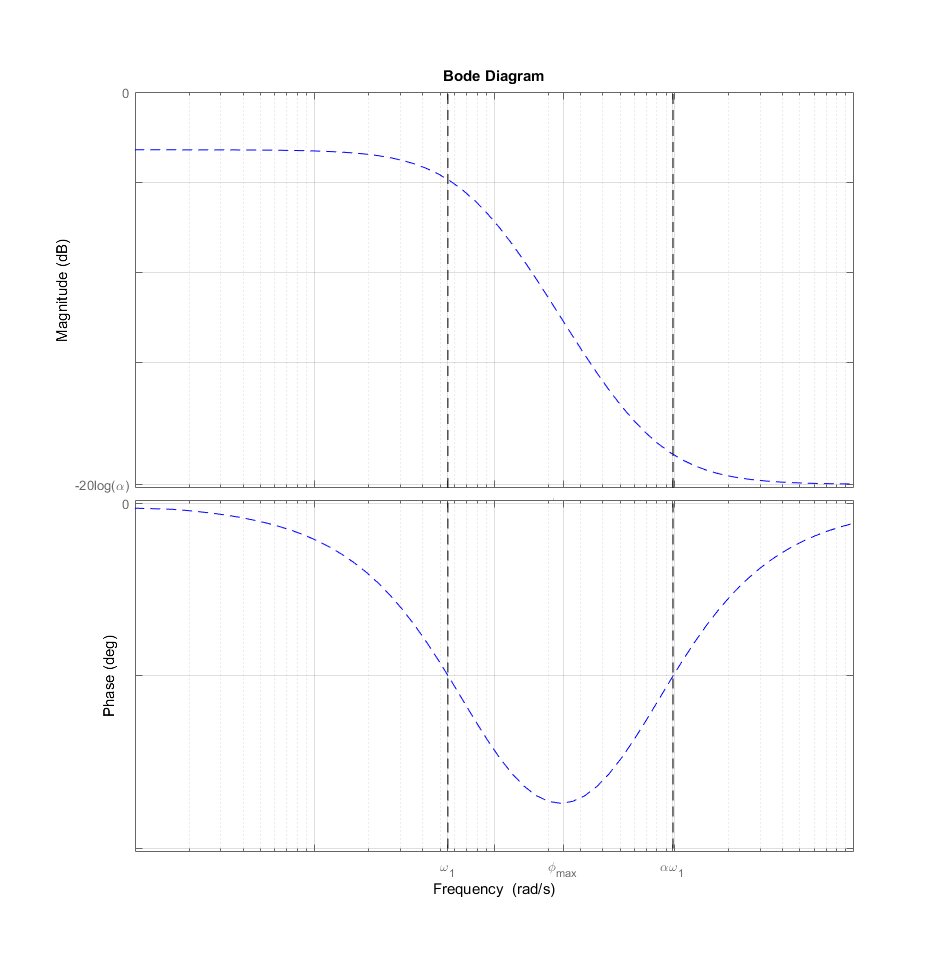 Bode Diagram
0
Magnitude (dB)
-20log(α)
0
Phase (deg)
ω₁ ϕmax αω₁
Frequency (rad/s)